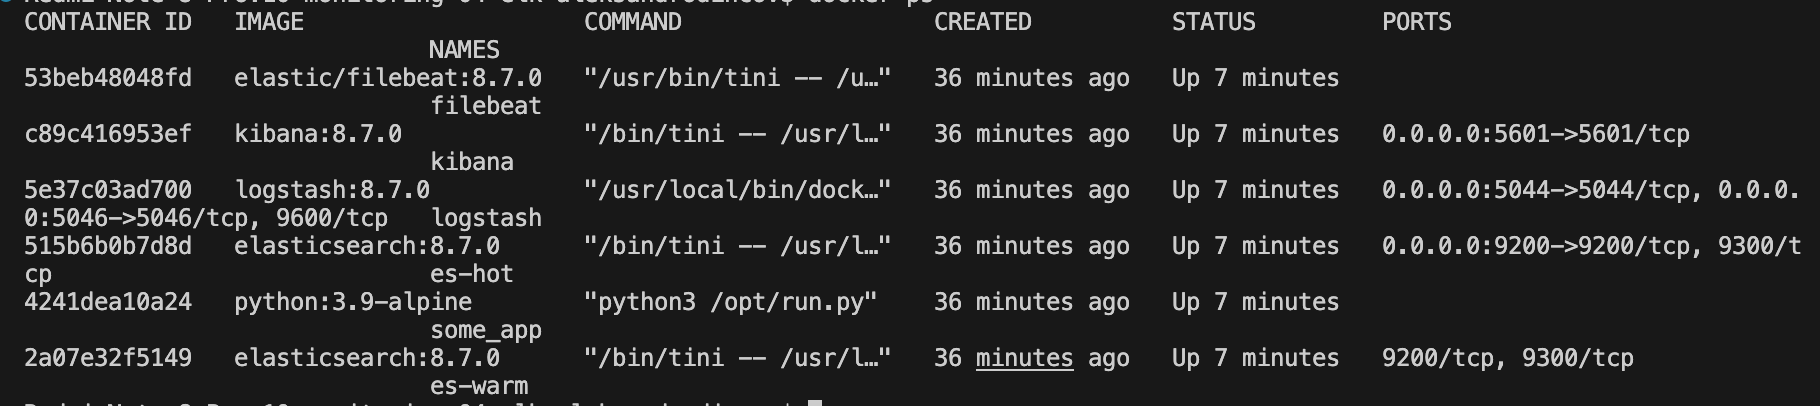 CONTAINER ID   IMAGE                    COMMAND                  CREATED          STATUS         PORTS
                             NAMES
53beb48048fd   elastic/filebeat:8.7.0   "/usr/bin/tini -- /u…"   36 minutes ago   Up 7 minutes
                             filebeat
c89c416953ef   kibana:8.7.0             "/bin/tini -- /usr/l…"   36 minutes ago   Up 7 minutes   0.0.0.0:5601->5601/tcp
                             kibana
5e37c03ad700   logstash:8.7.0           "/usr/local/bin/dock…"   36 minutes ago   Up 7 minutes   0.0.0.0:5044->5044/tcp, 0.0.0.
0:5046->5046/tcp, 9600/tcp   logstash
515b6b0b7d8d   elasticsearch:8.7.0      "/bin/tini -- /usr/l…"   36 minutes ago   Up 7 minutes   0.0.0.0:9200->9200/tcp, 9300/t
cp                           es-hot
4241dea10a24   python:3.9-alpine        "python3 /opt/run.py"    36 minutes ago   Up 7 minutes
                             some_app
2a07e32f5149   elasticsearch:8.7.0      "/bin/tini -- /usr/l…"   36 minutes ago   Up 7 minutes   9200/tcp, 9300/tcp
                             es-warm